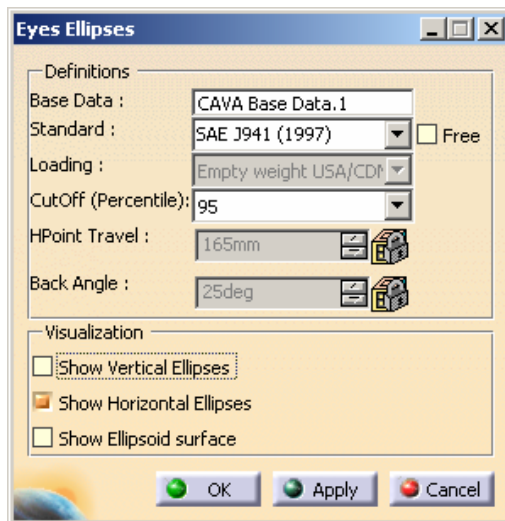 Eyes Ellipses
Definitions
Base Data : CAVA Base Data.1
Standard : SAE J941 (1997) Free
Loading : Empty weight USA/CDN
CutOff (Percentile): 95
HPoint Travel : 165mm
Back Angle : 25deg
Visualization
Show Vertical Ellipses
Show Horizontal Ellipses
Show Ellipsoid surface
OK Apply Cancel